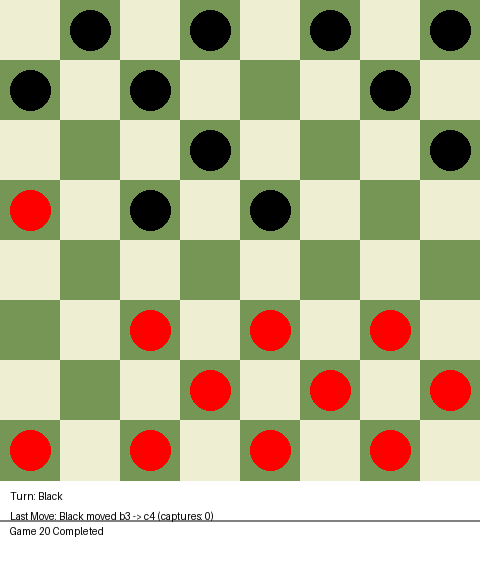 Turn: Black
Last Move: Black moved b3 -> c4 (captures: 0)
Game 20 Completed